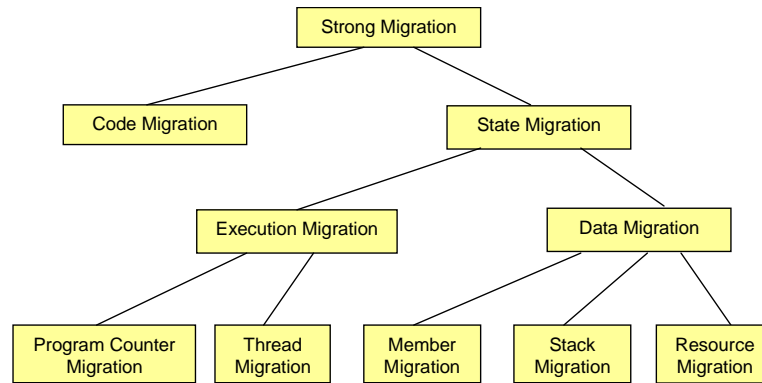 Strong Migration
Code Migration
State Migration
Execution Migration
Data Migration
Program Counter
Migration
Thread
Migration
Member
Migration
Stack
Migration
Resource
Migration